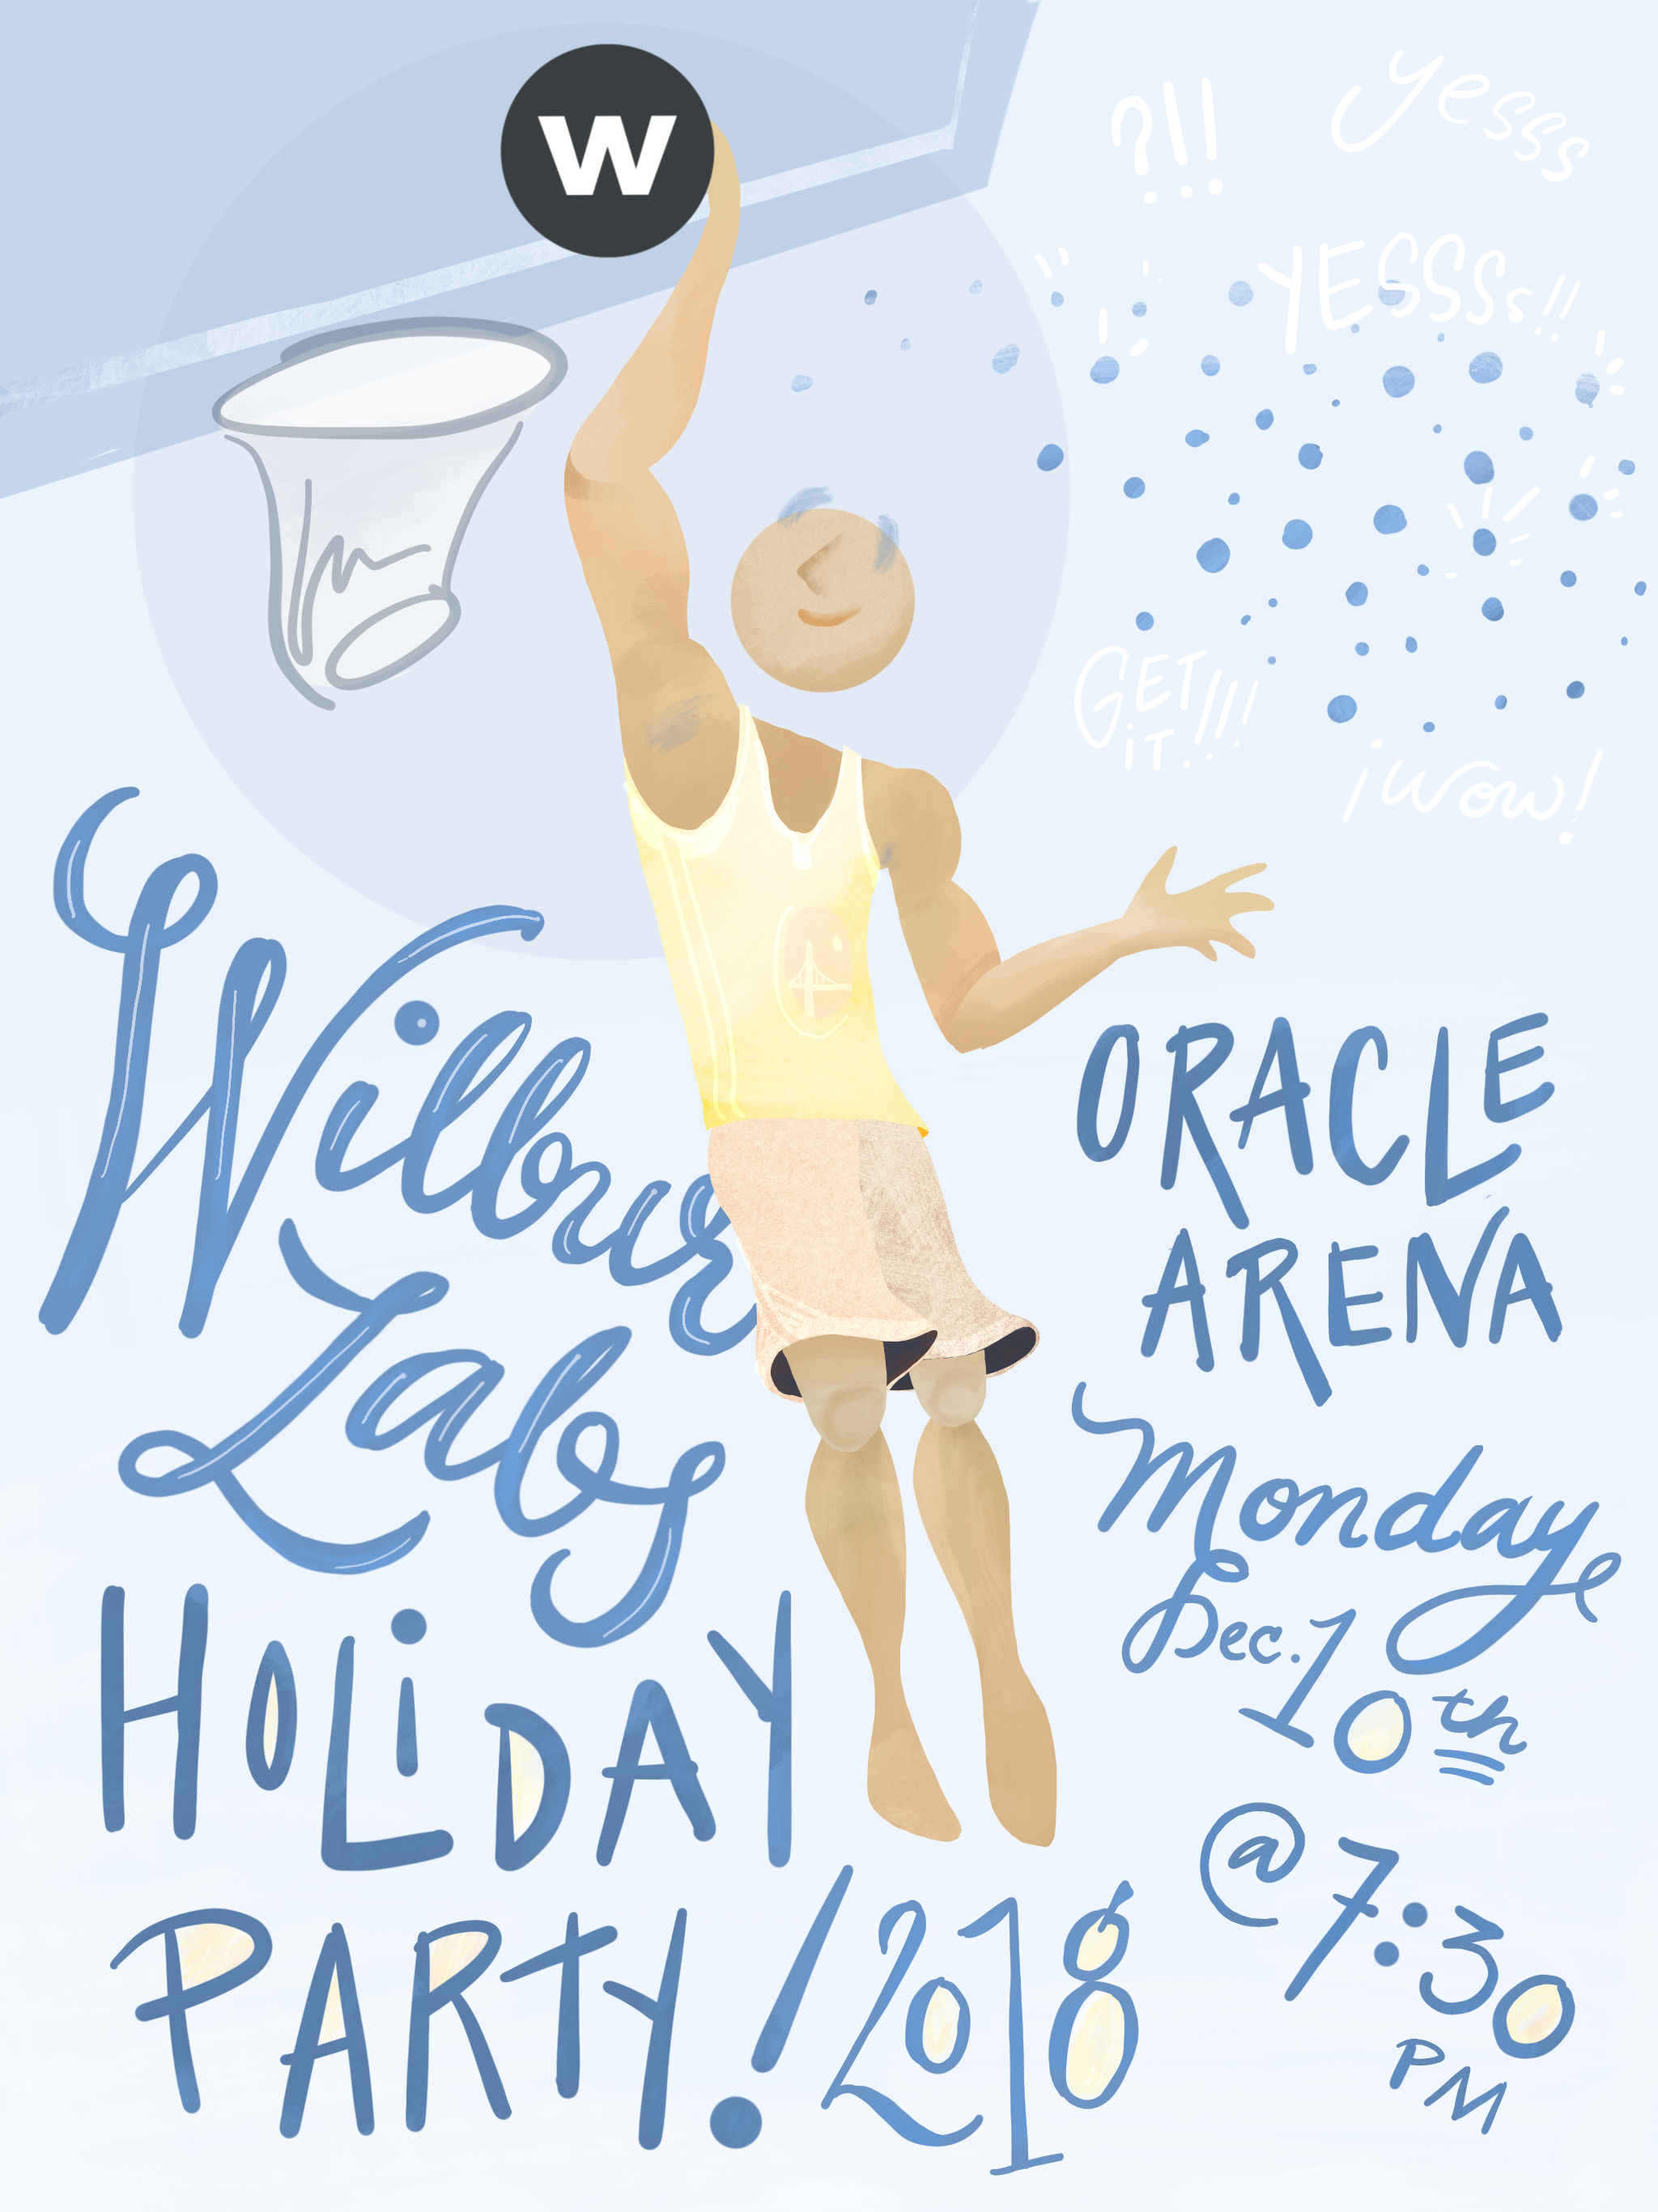 W
?!!
yesss
YESSSs!!
GET
iT!!!
¡Wow!
Wilbur
Labs
HOLiDAY
PARTY! 2018
ORACLE
ARENA
Monday
Dec. 10th
@ 7:30
PM